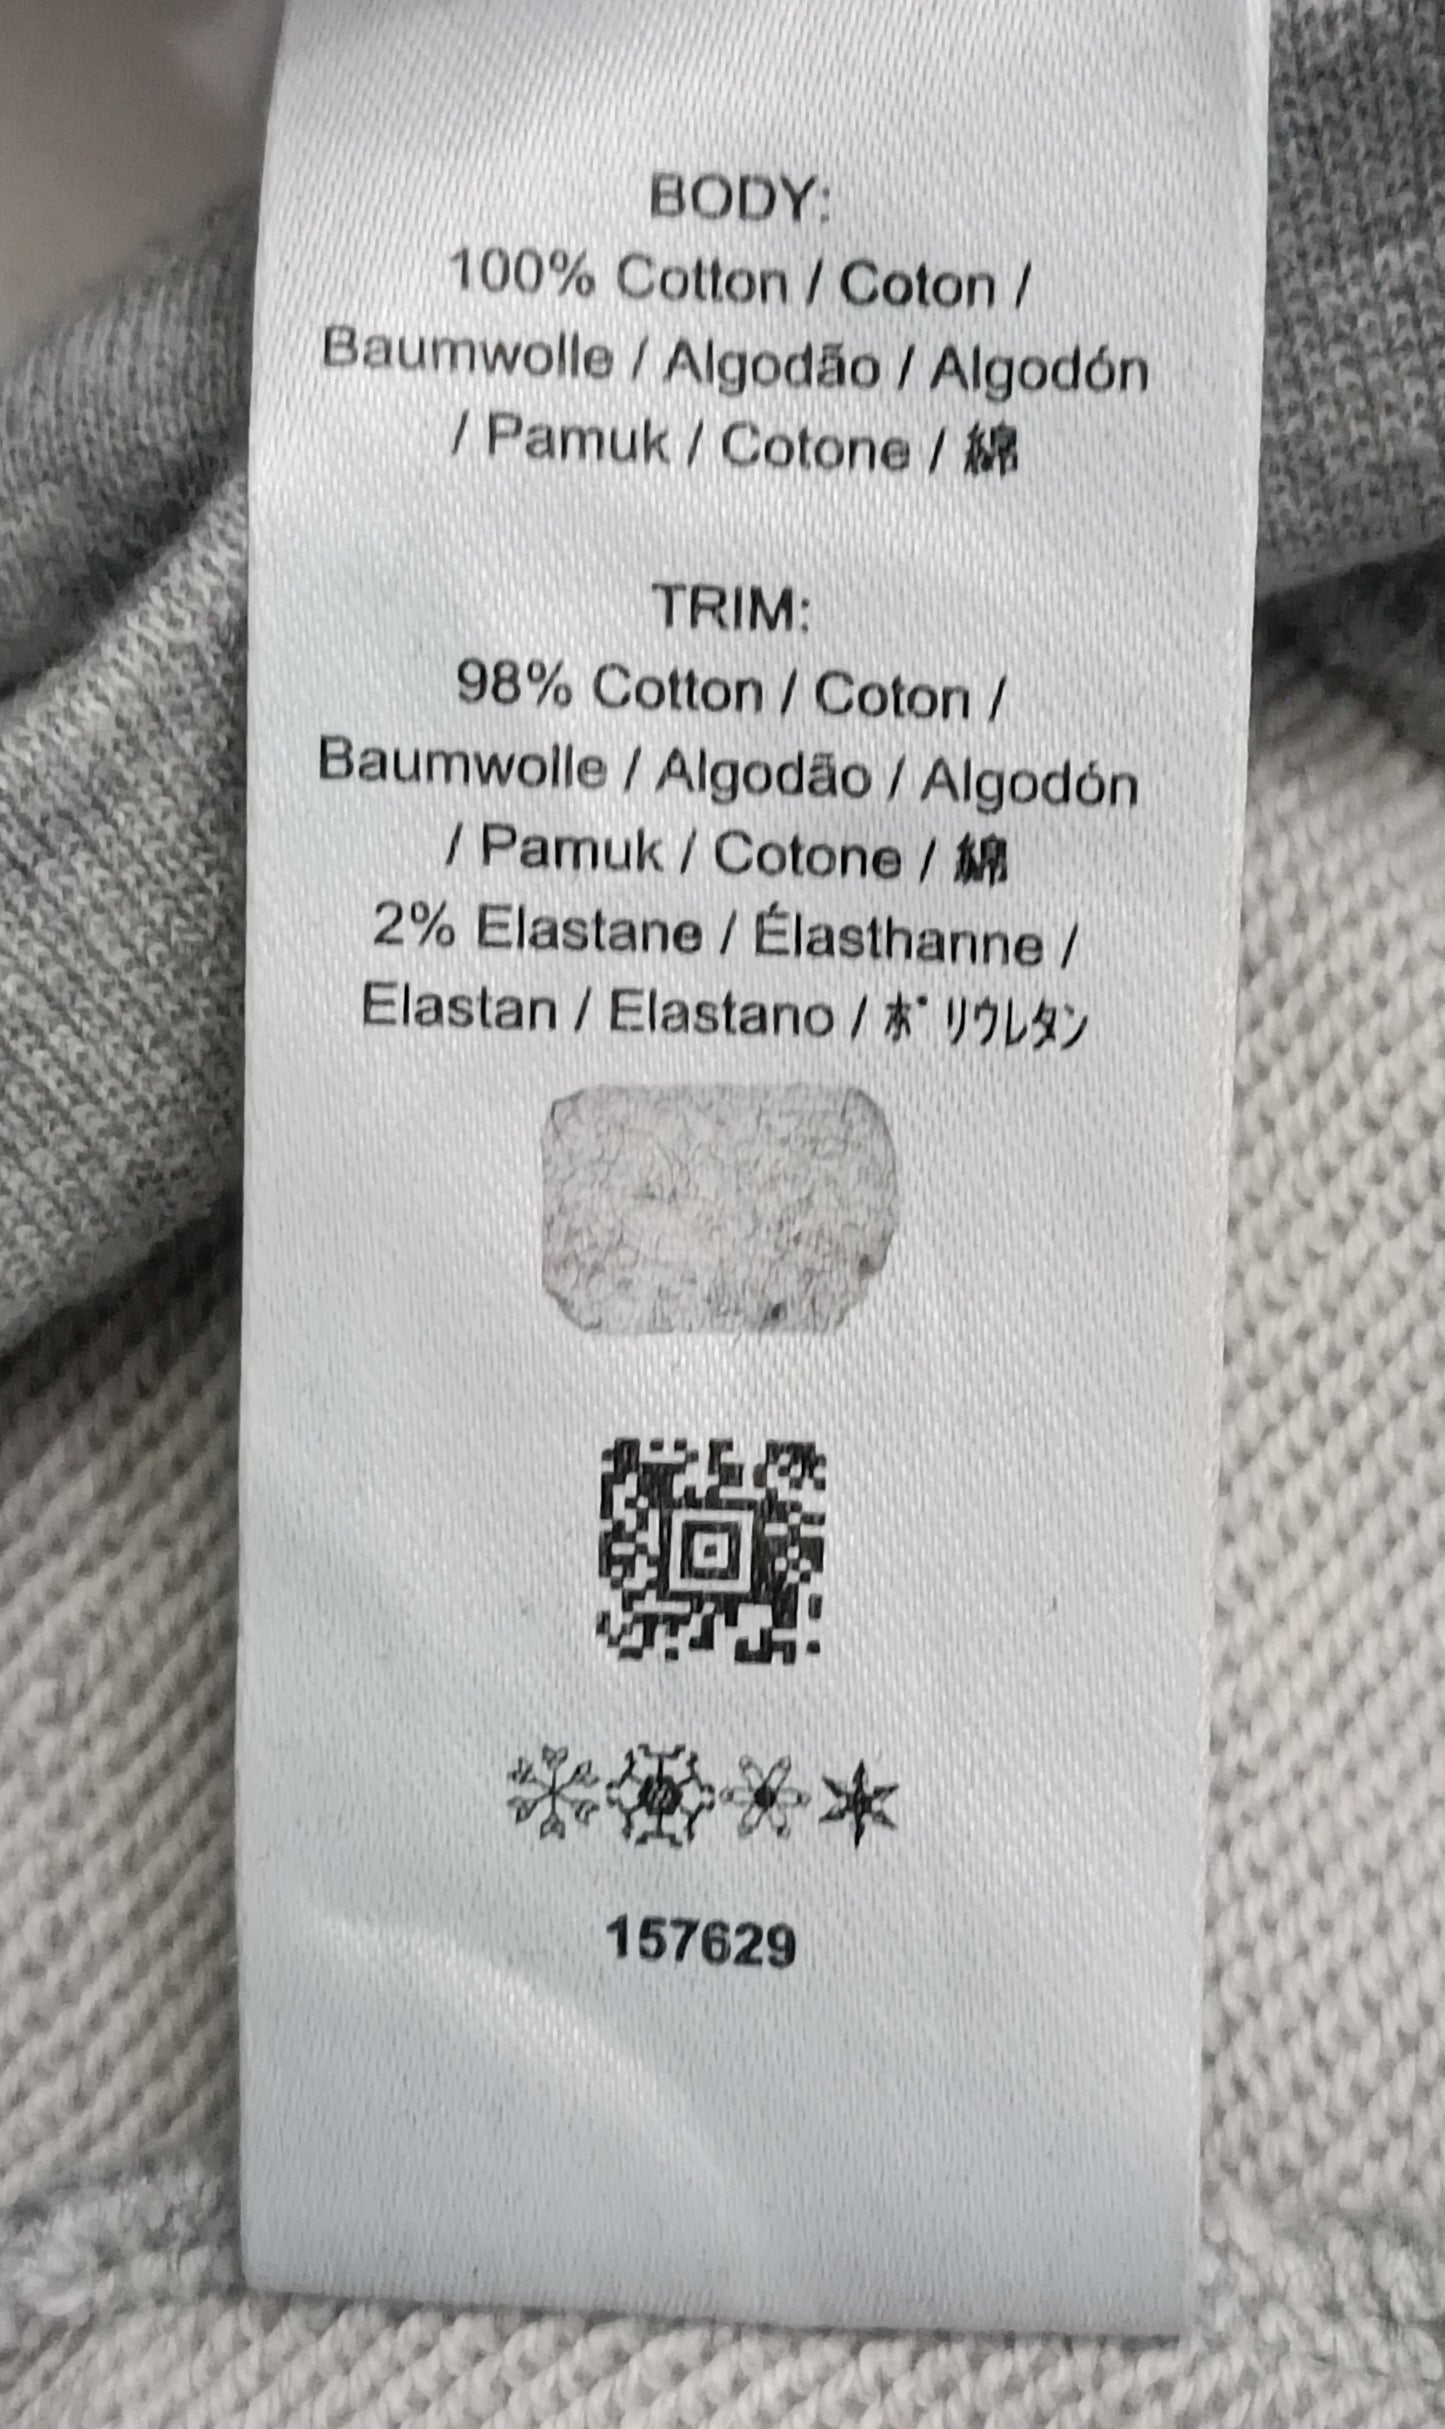 BODY:
100% Cotton / Coton /
Baumwolle / Algodão / Algodón
/ Pamuk / Cotone / 綿
TRIM:
98% Cotton / Coton /
Baumwolle / Algodão / Algodón
/ Pamuk / Cotone / 綿
2% Elastane / Élasthanne /
Elastan / Elastano / ポリウレタン
157629